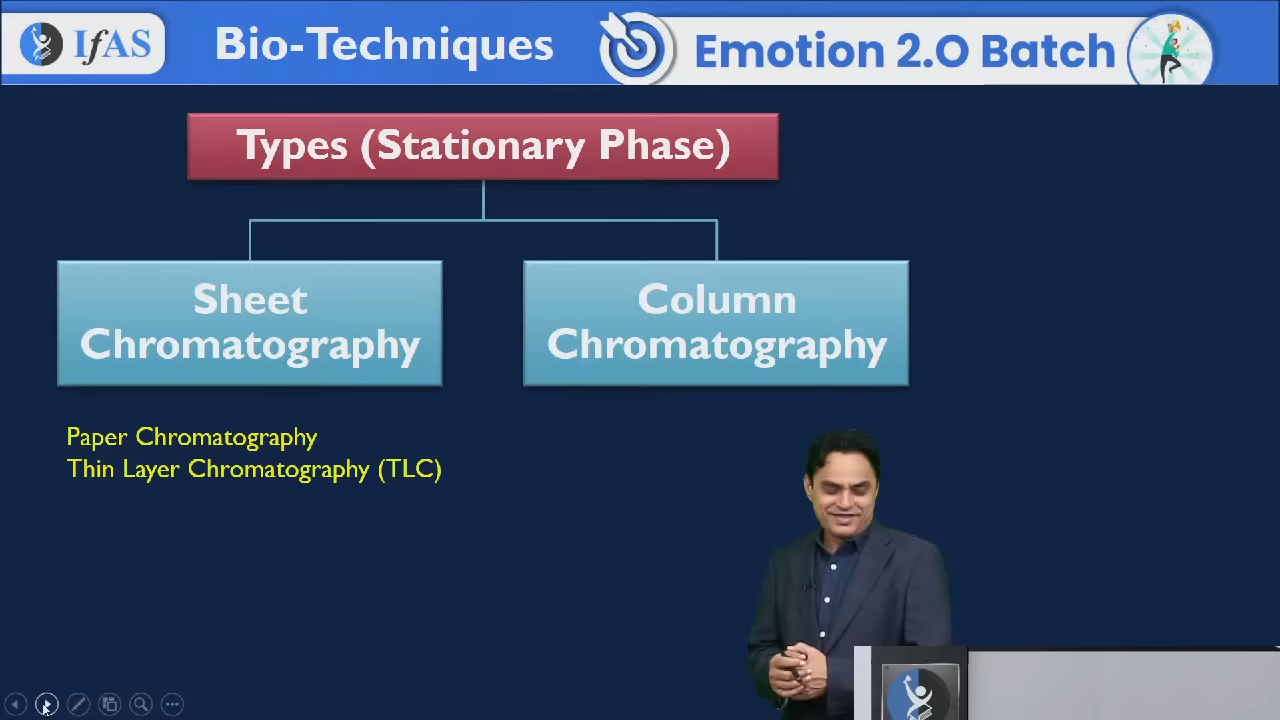 IfAS
Bio-Techniques
Emotion 2.O Batch
Types (Stationary Phase)
Sheet
Chromatography
Column
Chromatography
Paper Chromatography
Thin Layer Chromatography (TLC)